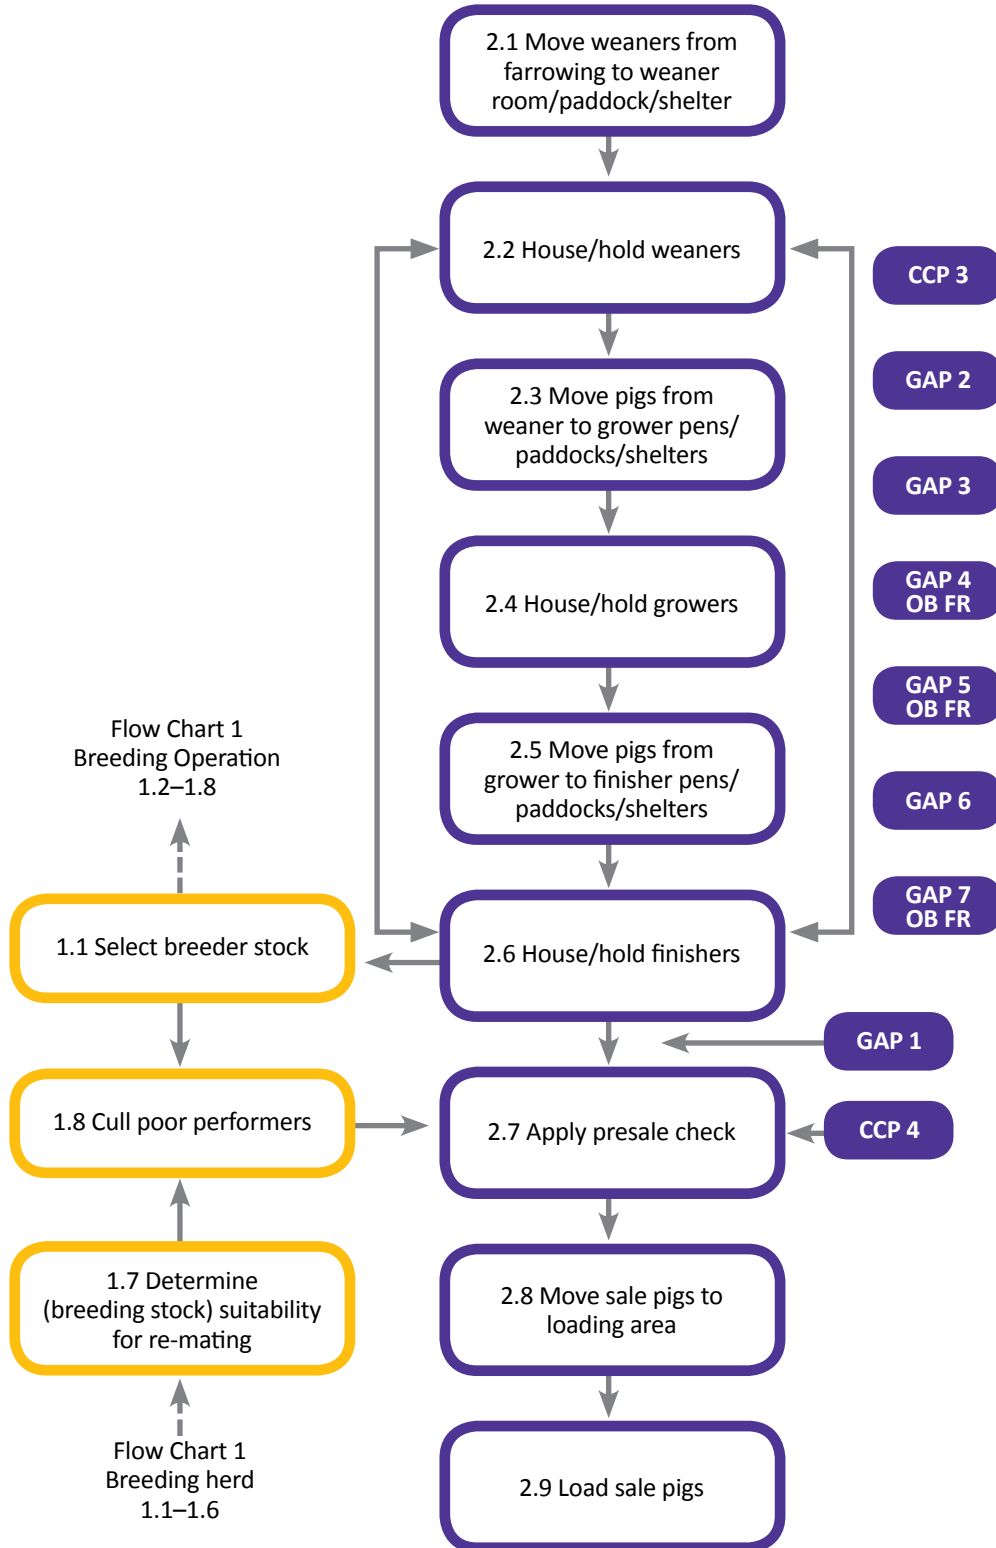 2.1 Move weaners from
farrowing to weaner
room/paddock/shelter
2.2 House/hold weaners
CCP 3
GAP 2
2.3 Move pigs from
weaner to grower pens/
paddocks/shelters
GAP 3
2.4 House/hold growers
GAP 4
OB FR
GAP 5
OB FR
Flow Chart 1
Breeding Operation
1.2–1.8
2.5 Move pigs from
grower to finisher pens/
paddocks/shelters
GAP 6
GAP 7
OB FR
1.1 Select breeder stock
2.6 House/hold finishers
GAP 1
1.8 Cull poor performers
2.7 Apply presale check
CCP 4
1.7 Determine
(breeding stock) suitability
for re-mating
2.8 Move sale pigs to
loading area
Flow Chart 1
Breeding herd
1.1–1.6
2.9 Load sale pigs